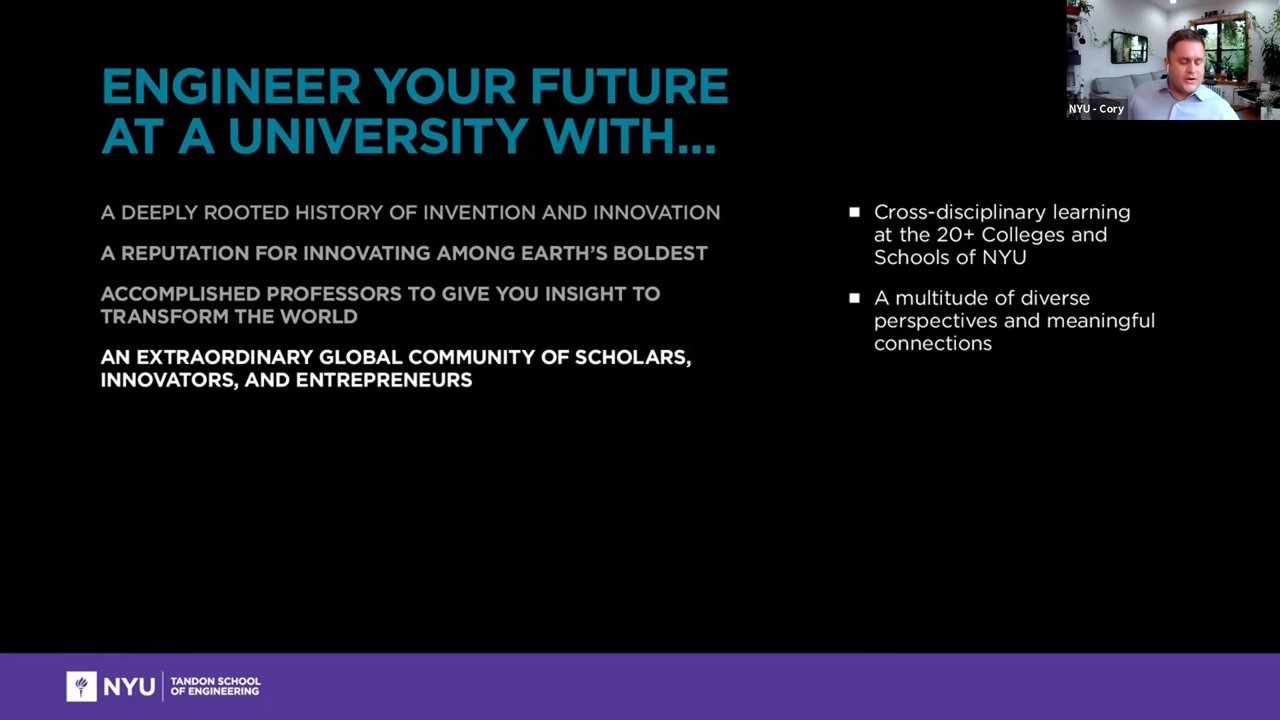 ENGINEER YOUR FUTURE
AT A UNIVERSITY WITH...
A DEEPLY ROOTED HISTORY OF INVENTION AND INNOVATION
A REPUTATION FOR INNOVATING AMONG EARTH'S BOLDEST
ACCOMPLISHED PROFESSORS TO GIVE YOU INSIGHT TO
TRANSFORM THE WORLD
AN EXTRAORDINARY GLOBAL COMMUNITY OF SCHOLARS,
INNOVATORS, AND ENTREPRENEURS
Cross-disciplinary learning
at the 20+ Colleges and
Schools of NYU
A multitude of diverse
perspectives and meaningful
connections
NYU - Cory
NYU
TANDON SCHOOL
OF ENGINEERING